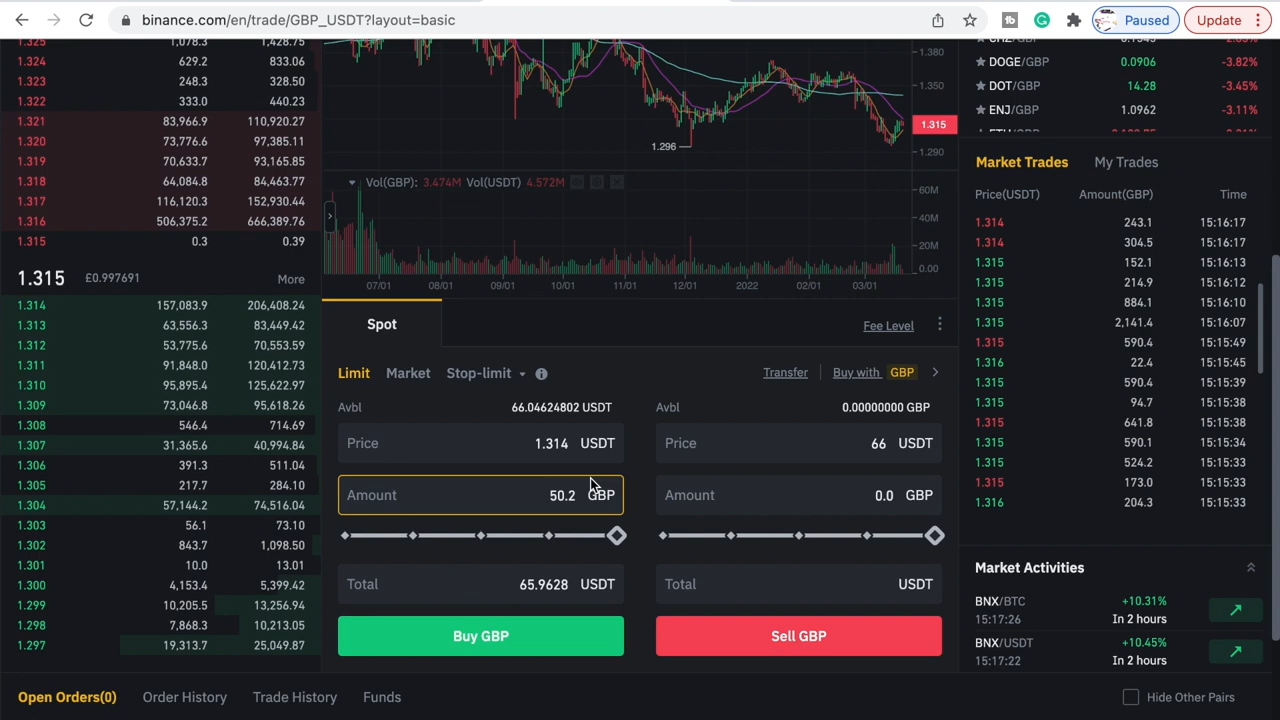 binance.com/en/trade/GBP_USDT?layout=basic
Paused
Update
1.325 1,078.3 1,428.75
1.324 629.2 833.06
1.323 248.3 328.50
1.322 333.0 440.23
1.321 83,966.9 110,920.27
1.320 73,776.6 97,385.11
1.319 70,633.7 93,165.85
1.318 64,084.8 84,463.77
1.317 116,120.3 152,930.44
1.316 506,375.2 666,389.76
1.315 0.3 0.39
1.315 £0.997691 More
1.314 157,083.9 206,408.24
1.313 63,556.3 83,449.42
1.312 53,775.6 70,553.59
1.311 91,848.0 120,412.73
1.310 95,895.4 125,622.97
1.309 73,046.8 95,618.26
1.308 546.4 714.69
1.307 31,365.6 40,994.84
1.306 391.3 511.04
1.305 217.7 284.10
1.304 57,144.2 74,516.04
1.303 56.1 73.10
1.302 843.7 1,098.50
1.301 10.0 13.01
1.300 4,153.4 5,399.42
1.299 10,205.5 13,256.94
1.298 7,868.3 10,213.05
1.297 19,313.7 25,049.87
1.380
1.350
1.315
1.296
1.290
Vol(GBP): 3.474M Vol(USDT) 4.572M
60M
40M
20M
0.00
07/01 08/01 09/01 10/01 11/01 12/01 2022 02/01 03/01
Spot
Fee Level
Limit Market Stop-limit
Transfer Buy with GBP
Avbl 66.04624802 USDT
Price 1.314 USDT
Amount 50.2 GBP
Total 65.9628 USDT
Buy GBP
Avbl 0.00000000 GBP
Price 66 USDT
Amount 0.0 GBP
Total USDT
Sell GBP
DOGE/GBP 0.0906 -3.82%
DOT/GBP 14.28 -3.45%
ENJ/GBP 1.0962 -3.11%
Market Trades My Trades
Price(USDT) Amount(GBP) Time
1.314 243.1 15:16:17
1.314 304.5 15:16:17
1.315 152.1 15:16:13
1.315 214.9 15:16:12
1.315 884.1 15:16:10
1.315 2,141.4 15:16:07
1.315 590.4 15:15:49
1.316 22.4 15:15:45
1.315 590.4 15:15:39
1.315 94.7 15:15:38
1.315 641.8 15:15:38
1.315 590.1 15:15:34
1.315 524.2 15:15:33
1.315 173.0 15:15:33
1.316 204.3 15:15:33
Market Activities
BNX/BTC +10.31%
15:17:26 In 2 hours
BNX/USDT +10.45%
15:17:22 In 2 hours
Open Orders(0) Order History Trade History Funds
Hide Other Pairs